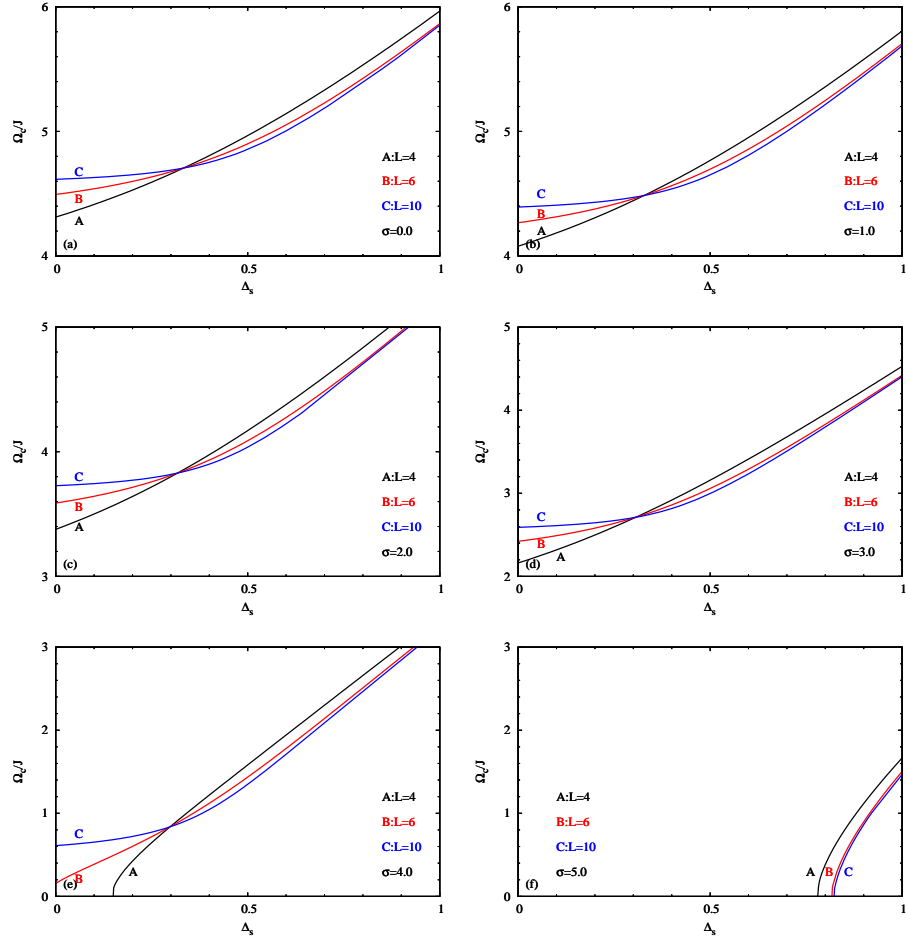 6
5
4
Ω_c/J
C
B
A
A:L=4
B:L=6
C:L=10
σ=0.0
(a)
0 0.5 1
Δ_s
6
5
4
Ω_c/J
C
B
A
A:L=4
B:L=6
C:L=10
σ=1.0
(b)
0 0.5 1
Δ_s
5
4
3
Ω_c/J
C
B
A
A:L=4
B:L=6
C:L=10
σ=2.0
(c)
0 0.5 1
Δ_s
5
4
3
2
Ω_c/J
C
B
A
A:L=4
B:L=6
C:L=10
σ=3.0
(d)
0 0.5 1
Δ_s
3
2
1
0
Ω_c/J
C
B
A
A:L=4
B:L=6
C:L=10
σ=4.0
(e)
0 0.5 1
Δ_s
3
2
1
0
Ω_c/J
A:L=4
B:L=6
C:L=10
σ=5.0
A B C
(f)
0 0.5 1
Δ_s